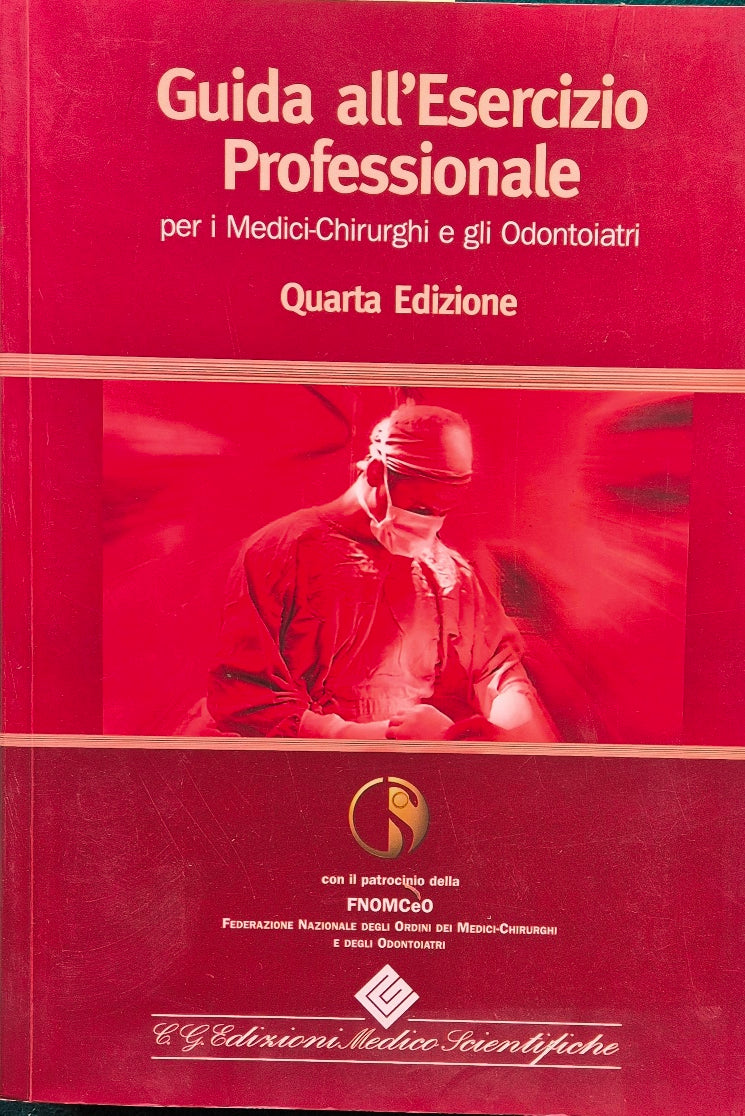 Guida all'Esercizio
Professionale
per i Medici-Chirurghi e gli Odontoiatri
Quarta Edizione
con il patrocinio della
FNOMCeO
FEDERAZIONE NAZIONALE DEGLI ORDINI DEI MEDICI-CHIRURGHI
E DEGLI ODONTOIATRI
C. G. Edizioni Medico Scientifiche